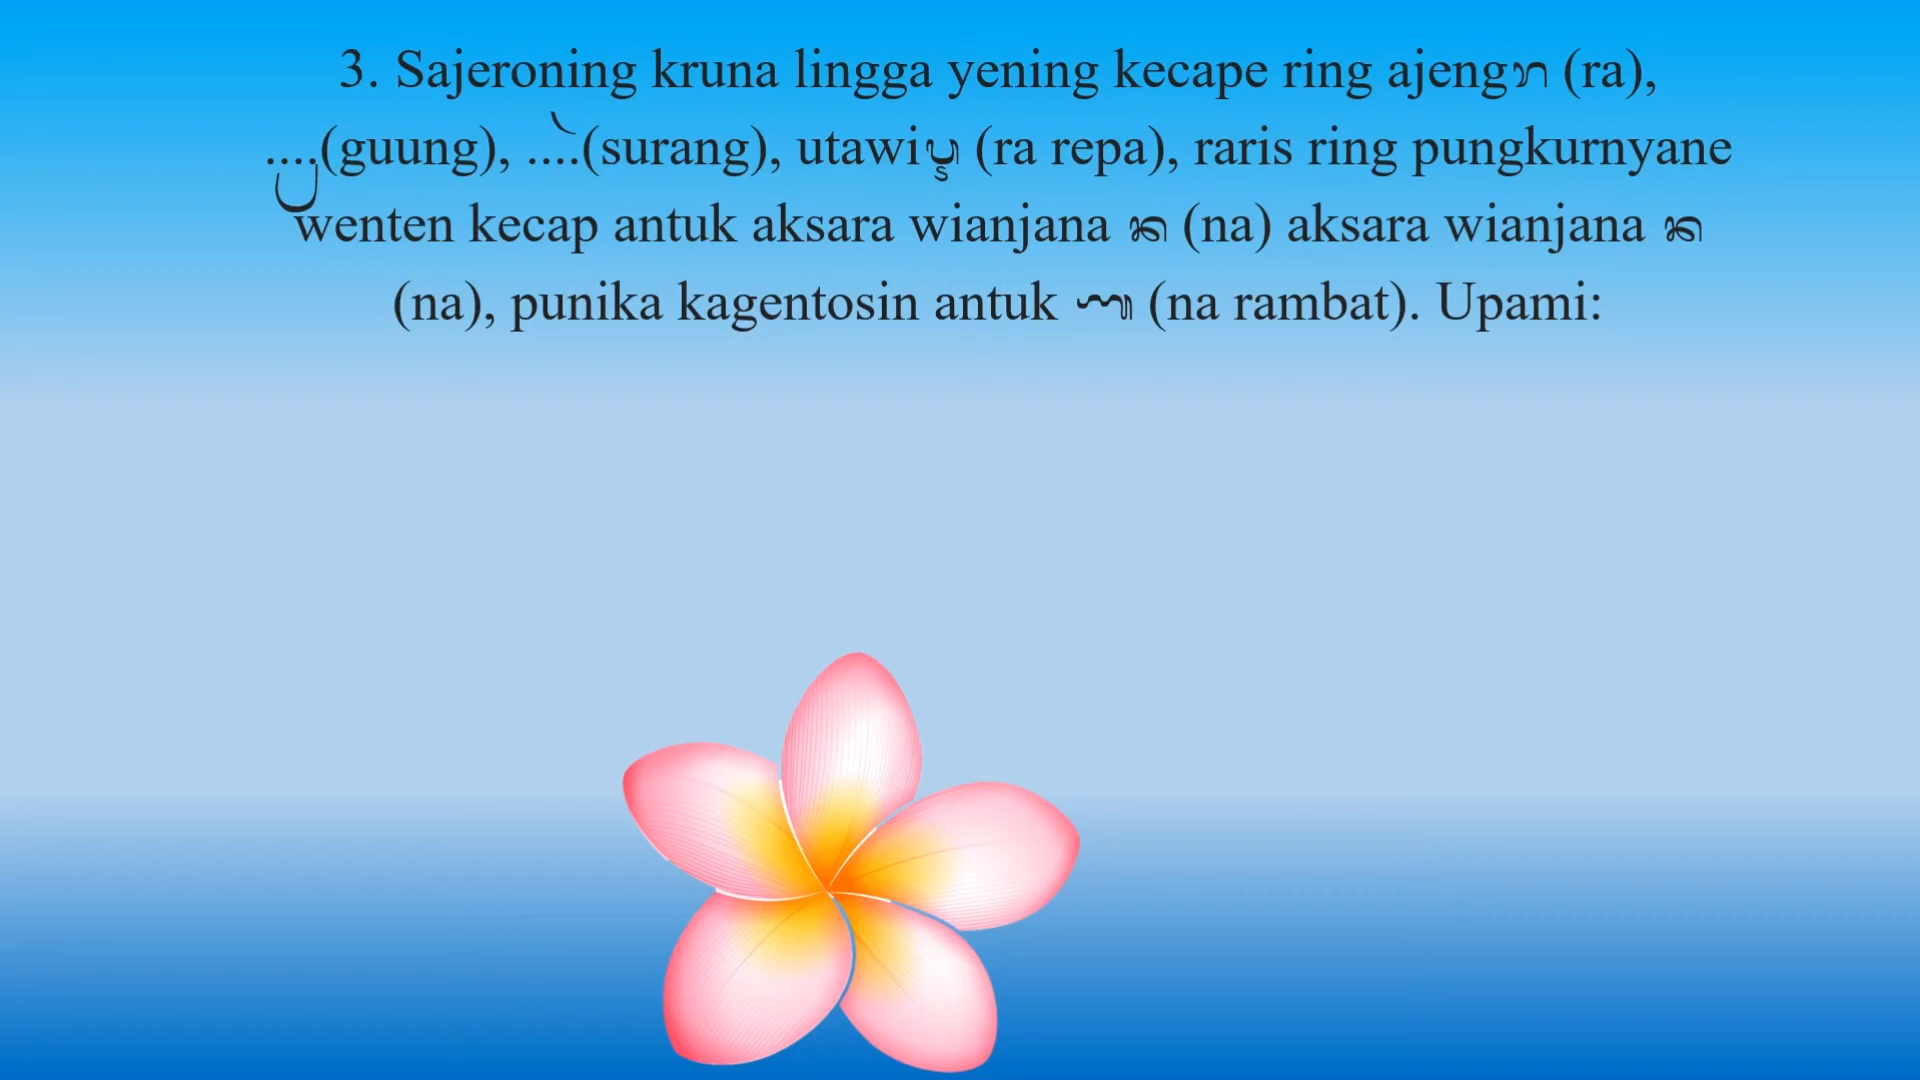 3. Sajeroning kruna lingga yening kecape ring ajeng ᬭ (ra),
....᭄ᬭ(guung), ....ᬃ(surang), utawi ᬋ (ra repa), raris ring pungkurnyane
wenten kecap antuk aksara wianjana ᬦ (na) aksara wianjana ᬦ
(na), punika kagentosin antuk ᬡ (na rambat). Upami: